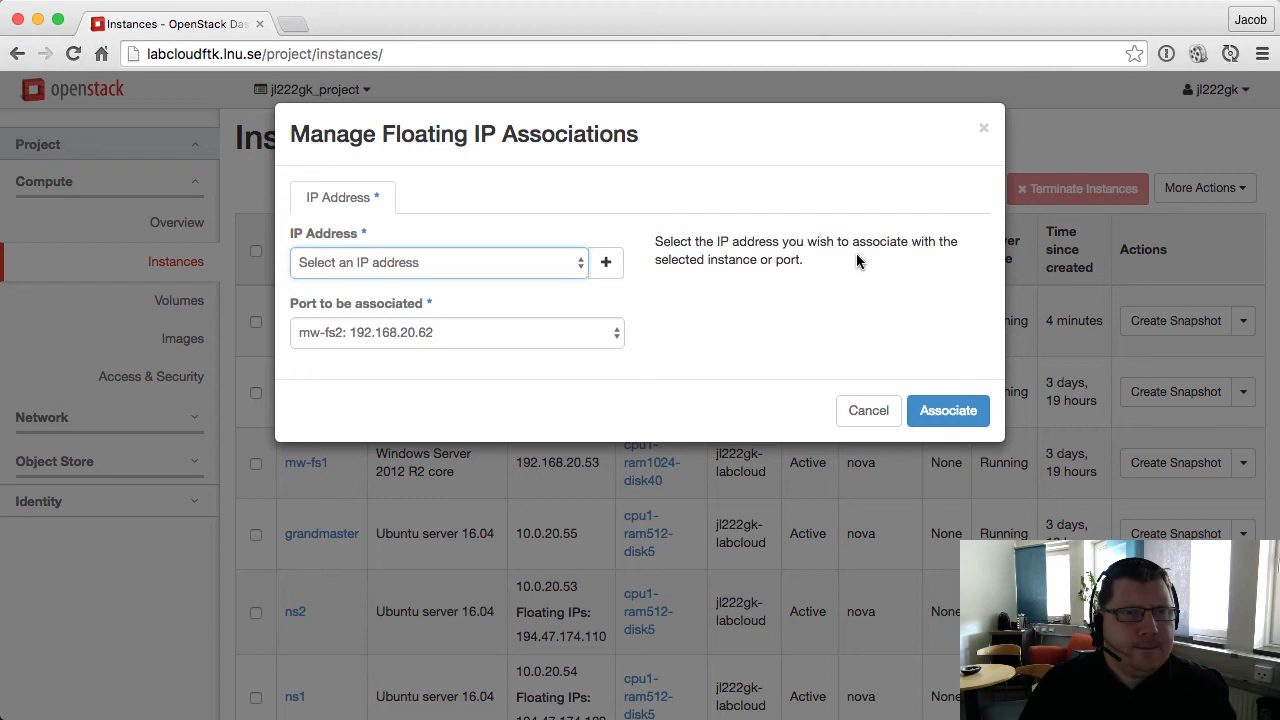 Instances - OpenStack Das
Jacob
labcloudftk.lnu.se/project/instances/
openstack
jl222gk_project
jl222gk
Manage Floating IP Associations
×
IP Address *
IP Address *
Select an IP address
+
Select the IP address you wish to associate with the
selected instance or port.
Port to be associated *
mw-fs2: 192.168.20.62
Cancel
Associate
Project
Compute
Overview
Instances
Volumes
Images
Access & Security
Network
Object Store
Identity
Ins
Terminate Instances
More Actions
Time
since
created
Actions
4 minutes
Create Snapshot
3 days,
19 hours
Create Snapshot
mw-fs1
Windows Server
2012 R2 core
192.168.20.53
cpu1-
ram1024-
disk40
jl222gk-
labcloud
Active
nova
None
Running
3 days,
19 hours
Create Snapshot
grandmaster
Ubuntu server 16.04
10.0.20.55
cpu1-
ram512-
disk5
jl222gk-
labcloud
Active
nova
None
Running
3 days,
Create Snapshot
ns2
Ubuntu server 16.04
10.0.20.53
Floating IPs:
194.47.174.110
cpu1-
ram512-
disk5
jl222gk-
labcloud
Active
nova
ns1
Ubuntu server 16.04
10.0.20.54
Floating IPs:
cpu1-
ram512-
disk5
jl222gk-
labcloud
Active
nova